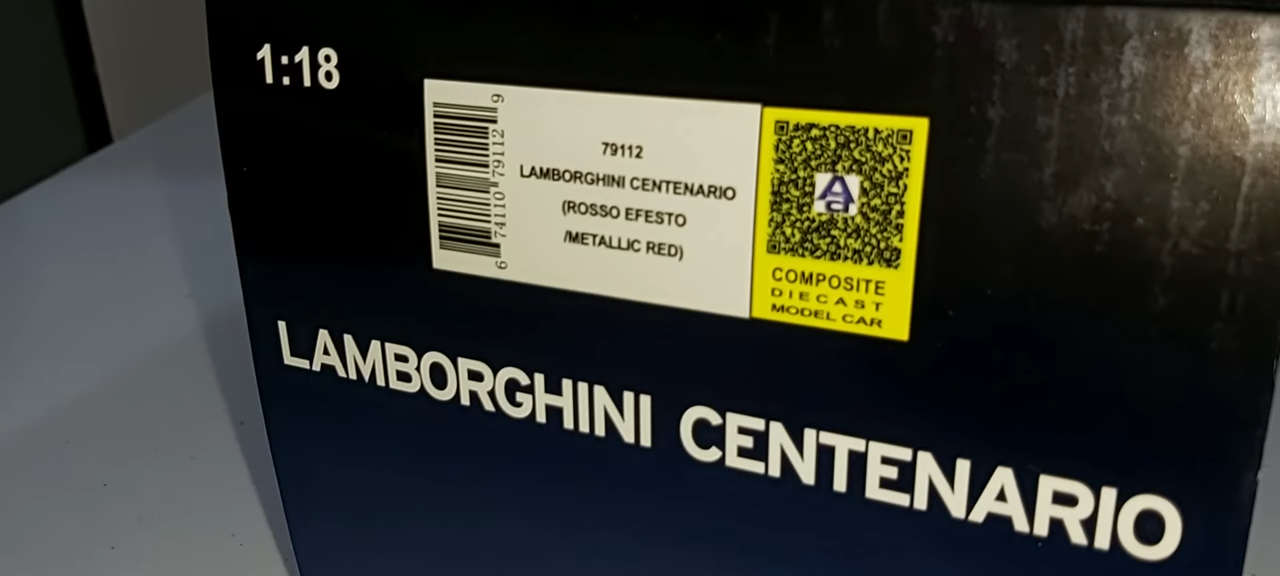 1:18
6 74110 79112 9
79112
LAMBORGHINI CENTENARIO
(ROSSO EFESTO
/METALLIC RED)
Aa
COMPOSITE
DIECAST
MODEL CAR
LAMBORGHINI CENTENARIO